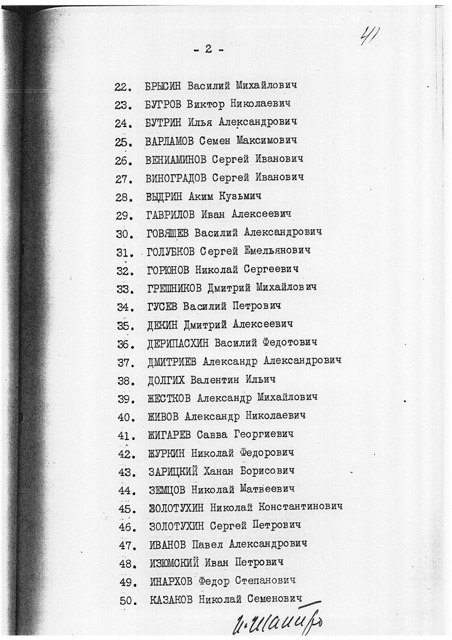 41
- 2 -
22. БРЫСИН Василий Михайлович
23. БУГРОВ Виктор Николаевич
24. БУТРИН Илья Александрович
25. ВАРЛАМОВ Семен Максимович
26. ВЕНИАМИНОВ Сергей Иванович
27. ВИНОГРАДОВ Сергей Иванович
28. ВЫДРИН Аким Кузьмич
29. ГАВРИЛОВ Иван Алексеевич
30. ГОВЯШЕВ Василий Александрович
31. ГОЛУБКОВ Сергей Емельянович
32. ГОРЮНОВ Николай Сергеевич
33. ГРЕШНИКОВ Дмитрий Михайлович
34. ГУСЕВ Василий Петрович
35. ДЕКИН Дмитрий Алексеевич
36. ДЕРИПАСХИН Василий Федотович
37. ДМИТРИЕВ Александр Александрович
38. ДОЛГИХ Валентин Ильич
39. ЖЕСТКОВ Александр Михайлович
40. ЖИВОВ Александр Николаевич
41. ЖИГАРЕВ Савва Георгиевич
42. ЖУРКИН Николай Федорович
43. ЗАРИЦКИЙ Ханан Борисович
44. ЗЕМЦОВ Николай Матвеевич
45. ЗОЛОТУХИН Николай Константинович
46. ЗОЛОТУХИН Сергей Петрович
47. ИВАНОВ Павел Александрович
48. ИЗЮМСКИЙ Иван Петрович
49. ИНАРХОВ Федор Степанович
50. КАЗАКОВ Николай Семенович
И. Шапиро